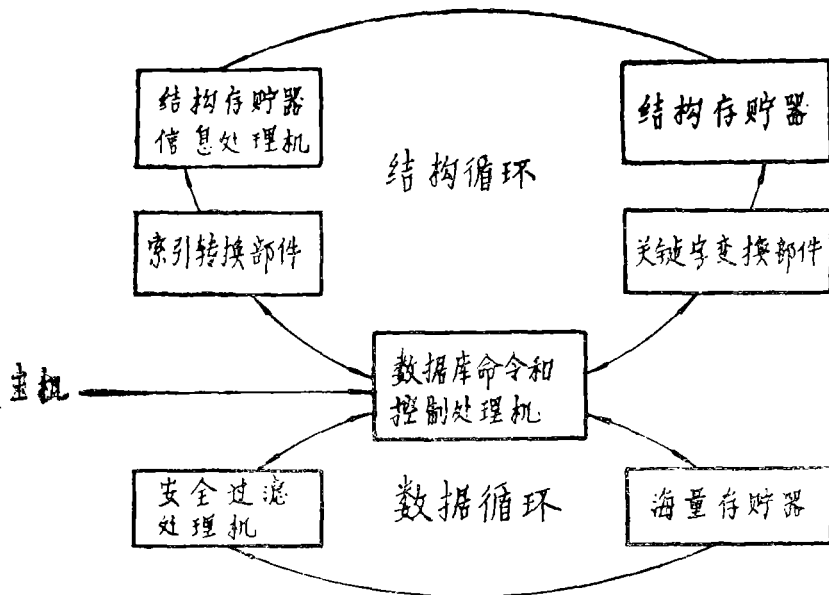 结构存贮器
信息处理机
结构存贮器
结构循环
索引转换部件
关键字变换部件
主机
数据库命令和
控制处理机
安全过滤
处理机
数据循环
海量存贮器